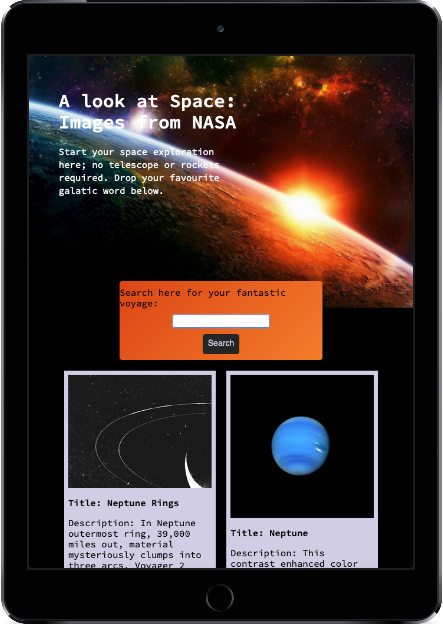 A look at Space:
Images from NASA
Start your space exploration
here; no telescope or rockets
required. Drop your favourite
galatic word below.
Search here for your fantastic
voyage:
Search
Title: Neptune Rings
Description: In Neptune
outermost ring, 39,000
miles out, material
mysteriously clumps into
three arcs. Voyager 2
Title: Neptune
Description: This
contrast enhanced color